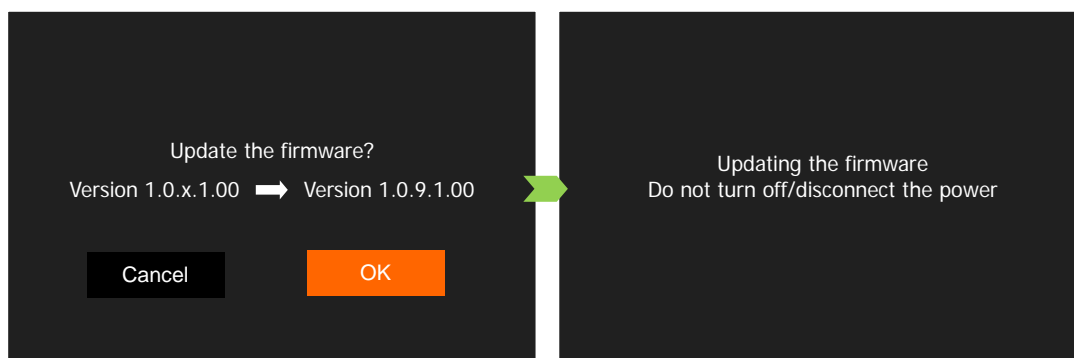 Update the firmware?
Version 1.0.x.1.00 Version 1.0.9.1.00
Cancel OK
Updating the firmware
Do not turn off/disconnect the power